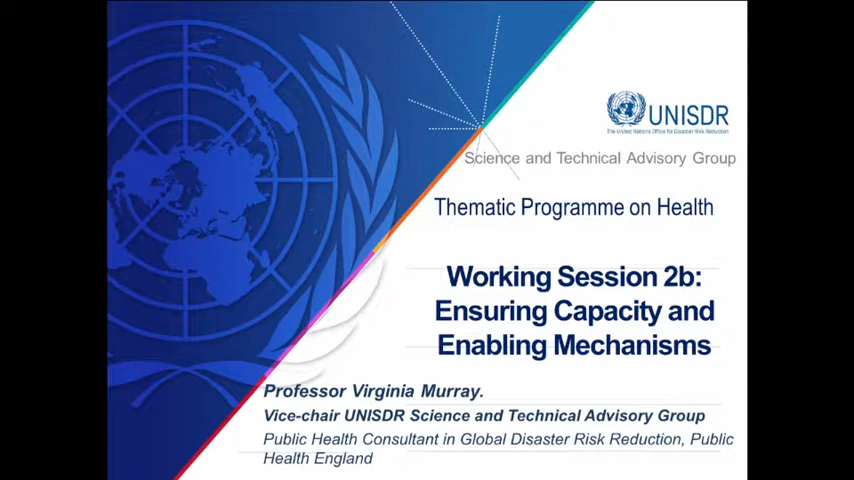 UNISDR
The United Nations Office for Disaster Risk Reduction
Science and Technical Advisory Group
Thematic Programme on Health
Working Session 2b:
Ensuring Capacity and
Enabling Mechanisms
Professor Virginia Murray.
Vice-chair UNISDR Science and Technical Advisory Group
Public Health Consultant in Global Disaster Risk Reduction, Public
Health England